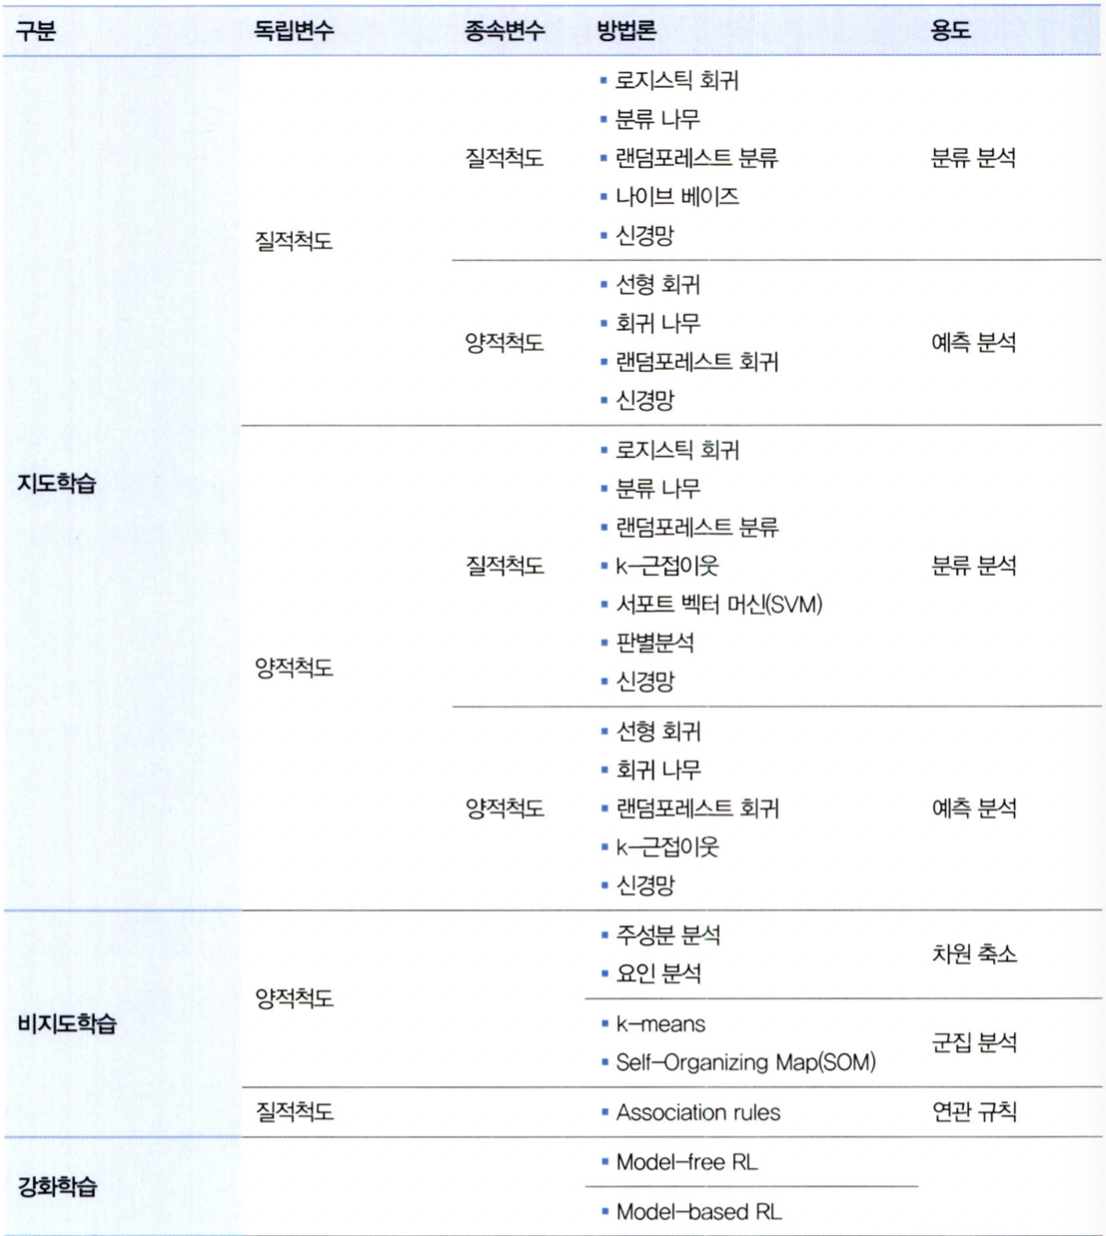 구분 독립변수 종속변수 방법론 용도
▪ 로지스틱 회귀
▪ 분류 나무
질적척도 ▪ 랜덤포레스트 분류 분류 분석
▪ 나이브 베이즈
▪ 신경망
질적척도
▪ 선형 회귀
▪ 회귀 나무
양적척도 예측 분석
▪ 랜덤포레스트 회귀
▪ 신경망
▪ 로지스틱 회귀
지도학습
▪ 분류 나무
▪ 랜덤포레스트 분류
질적척도 ▪ k-근접이웃 분류 분석
▪ 서포트 벡터 머신(SVM)
▪ 판별분석
양적척도
▪ 신경망
▪ 선형 회귀
▪ 회귀 나무
양적척도 ▪ 랜덤포레스트 회귀 예측 분석
▪ k-근접이웃
▪ 신경망
▪ 주성분 분석
차원 축소
▪ 요인 분석
양적척도
비지도학습 ▪ k-means
군집 분석
▪ Self-Organizing Map(SOM)
질적척도 ▪ Association rules 연관 규칙
▪ Model-free RL
강화학습
▪ Model-based RL